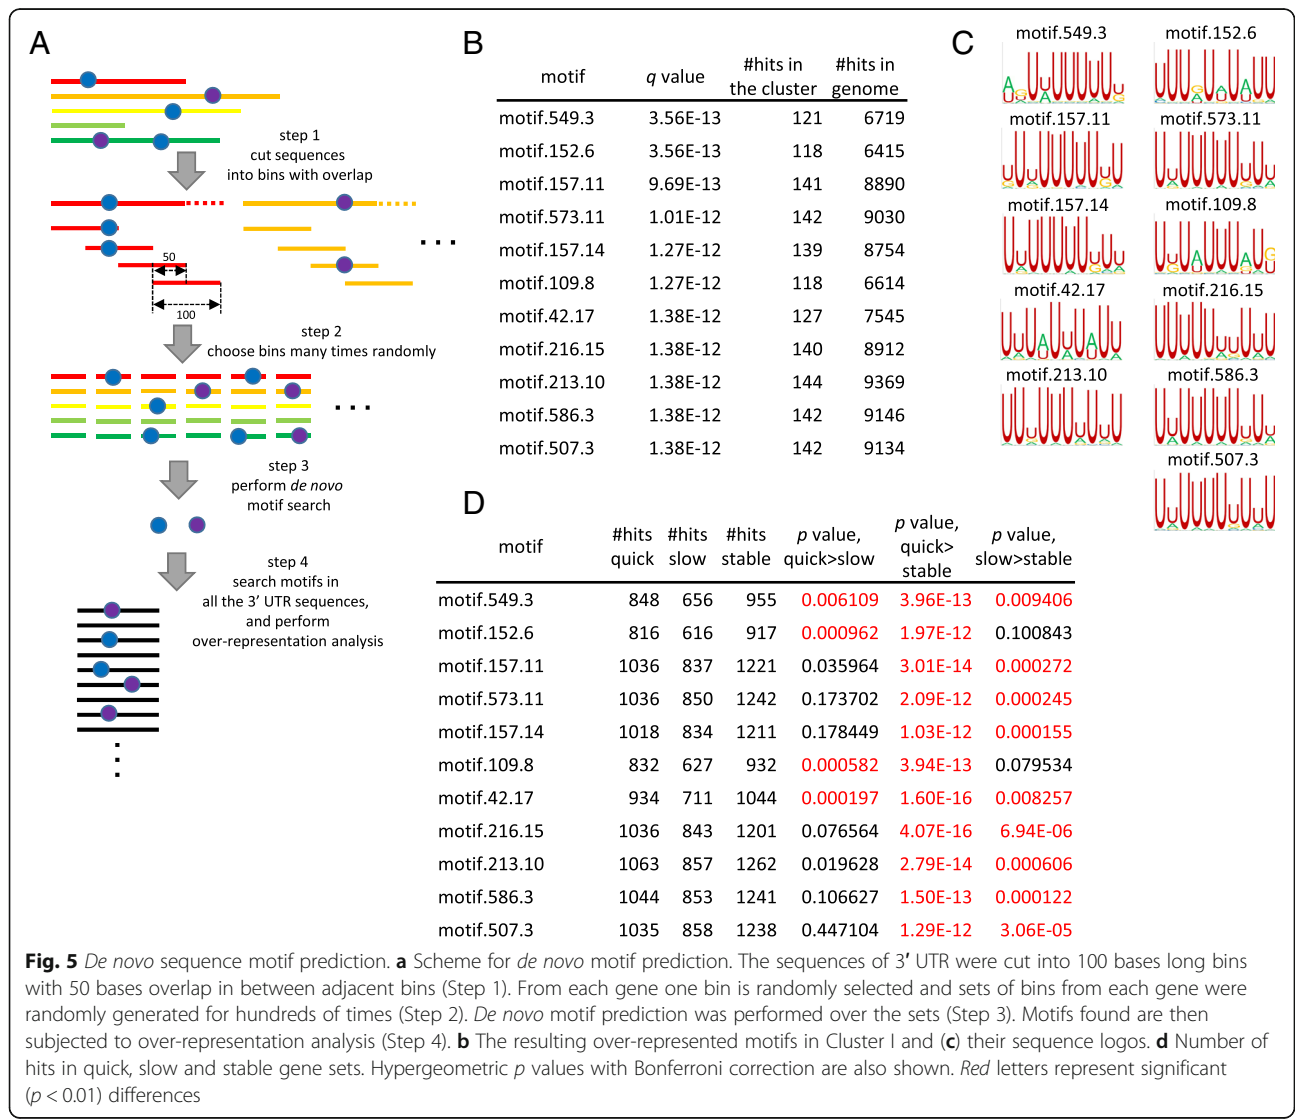 A
step 1
cut sequences
into bins with overlap
50
100
. . .
step 2
choose bins many times randomly
. . .
step 3
perform de novo
motif search
step 4
search motifs in
all the 3′ UTR sequences,
and perform
over-representation analysis
B
motif q value #hits in the cluster #hits in genome
motif.549.3 3.56E-13 121 6719
motif.152.6 3.56E-13 118 6415
motif.157.11 9.69E-13 141 8890
motif.573.11 1.01E-12 142 9030
motif.157.14 1.27E-12 139 8754
motif.109.8 1.27E-12 118 6614
motif.42.17 1.38E-12 127 7545
motif.216.15 1.38E-12 140 8912
motif.213.10 1.38E-12 144 9369
motif.586.3 1.38E-12 142 9146
motif.507.3 1.38E-12 142 9134
C
motif.549.3 motif.152.6
motif.157.11 motif.573.11
motif.157.14 motif.109.8
motif.42.17 motif.216.15
motif.213.10 motif.586.3
motif.507.3
D
motif #hits quick #hits slow #hits stable p value, quick>slow p value, quick> stable p value, slow>stable
motif.549.3 848 656 955 0.006109 3.96E-13 0.009406
motif.152.6 816 616 917 0.000962 1.97E-12 0.100843
motif.157.11 1036 837 1221 0.035964 3.01E-14 0.000272
motif.573.11 1036 850 1242 0.173702 2.09E-12 0.000245
motif.157.14 1018 834 1211 0.178449 1.03E-12 0.000155
motif.109.8 832 627 932 0.000582 3.94E-13 0.079534
motif.42.17 934 711 1044 0.000197 1.60E-16 0.008257
motif.216.15 1036 843 1201 0.076564 4.07E-16 6.94E-06
motif.213.10 1063 857 1262 0.019628 2.79E-14 0.000606
motif.586.3 1044 853 1241 0.106627 1.50E-13 0.000122
motif.507.3 1035 858 1238 0.447104 1.29E-12 3.06E-05
Fig. 5 De novo sequence motif prediction. a Scheme for de novo motif prediction. The sequences of 3′ UTR were cut into 100 bases long bins
with 50 bases overlap in between adjacent bins (Step 1). From each gene one bin is randomly selected and sets of bins from each gene were
randomly generated for hundreds of times (Step 2). De novo motif prediction was performed over the sets (Step 3). Motifs found are then
subjected to over-representation analysis (Step 4). b The resulting over-represented motifs in Cluster I and (c) their sequence logos. d Number of
hits in quick, slow and stable gene sets. Hypergeometric p values with Bonferroni correction are also shown. Red letters represent significant
(p < 0.01) differences